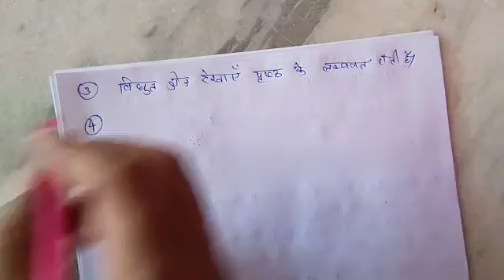 ③ विद्युत क्षेत्र रेखाएँ पृष्ठ के लम्बवत होती है।
④